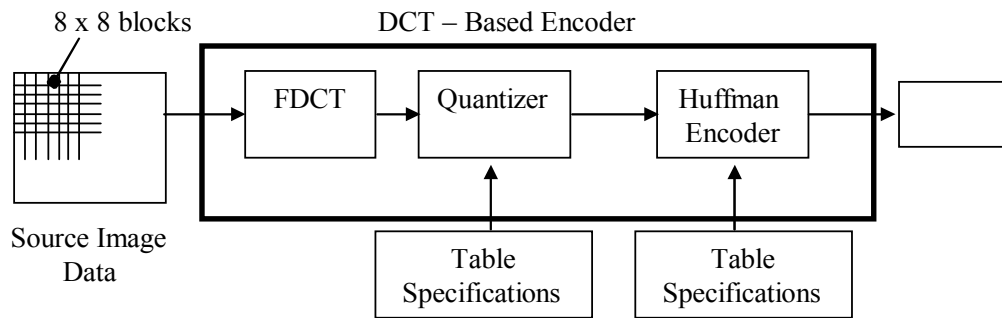 8 x 8 blocks
DCT – Based Encoder
FDCT
Quantizer
Huffman
Encoder
Source Image
Data
Table
Specifications
Table
Specifications